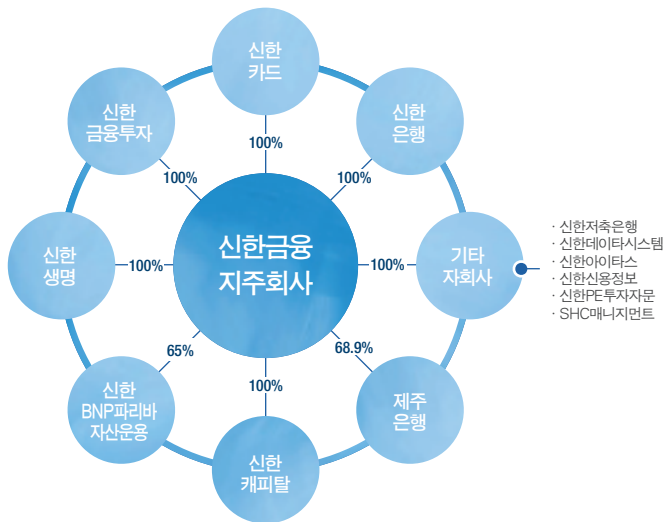 신한
카드
신한
은행
기타
자회사
제주
은행
신한
캐피탈
신한
BNP파리바
자산운용
신한
생명
신한
금융투자
100%
100%
100%
68.9%
100%
65%
100%
100%
신한금융
지주회사
· 신한저축은행
· 신한데이타시스템
· 신한아이타스
· 신한신용정보
· 신한PE투자자문
· SHC매니지먼트